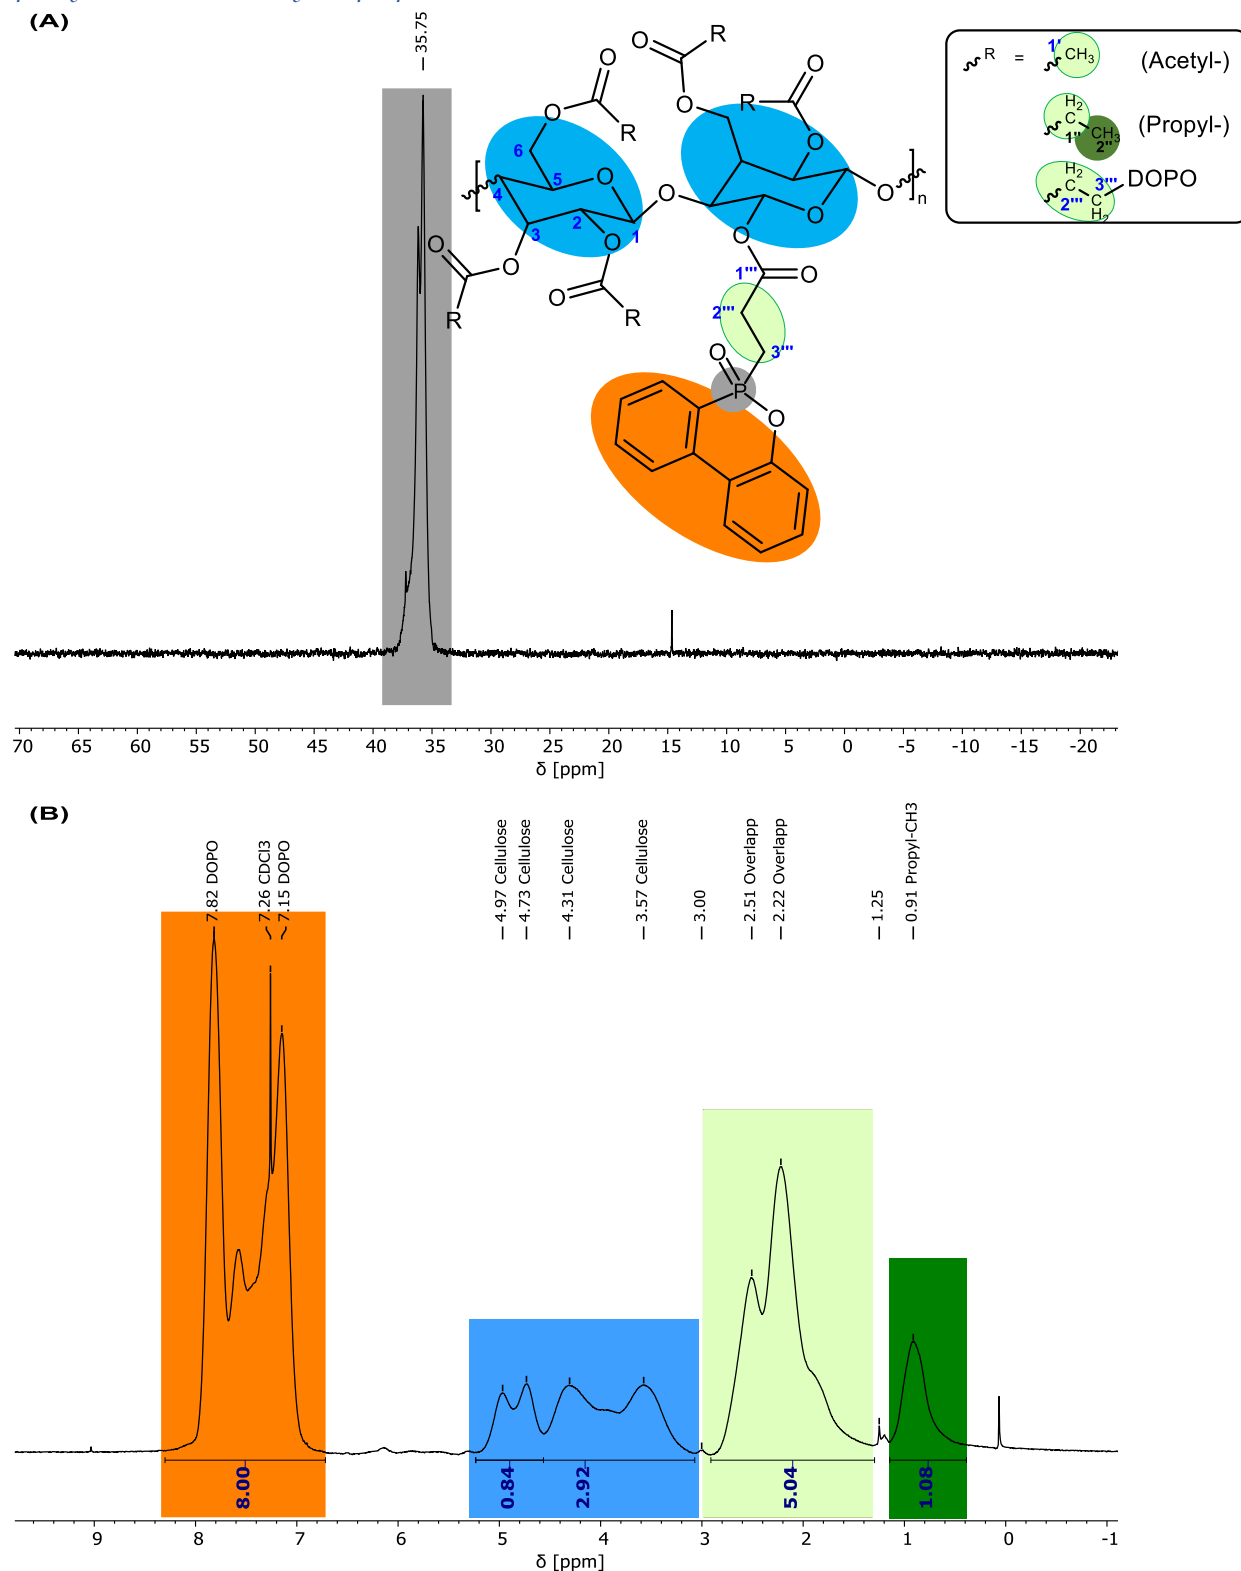 (A)
35.75
R
O
O
R
O
O
O
R
R
O
O
6
5
O
4
3
2
1
O
O
O
R
O
O
R
O
O
O
O
n
O
1'''
O
2'''
3'''
O
P
O
R = 1' CH3 (Acetyl-)
H2
C
1''
CH3
2''
(Propyl-)
H2
C
3'''
DOPO
2'''
C
H2
70 65 60 55 50 45 40 35 30 25 20 15 10 5 0 -5 -10 -15 -20
δ [ppm]
(B)
7.82 DOPO
7.26 CDCl3
7.15 DOPO
4.97 Cellulose
4.73 Cellulose
4.31 Cellulose
3.57 Cellulose
3.00
2.51 Overlapp
2.22 Overlapp
1.25
0.91 Propyl-CH3
8.00
0.84
2.92
5.04
1.08
9 8 7 6 5 4 3 2 1 0 -1
δ [ppm]